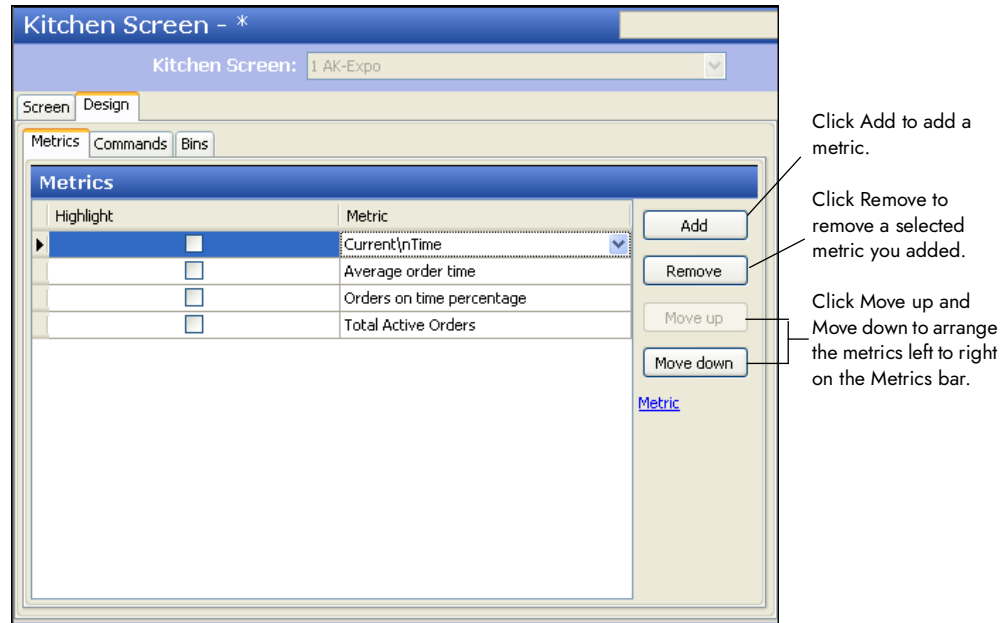 Kitchen Screen - *
Kitchen Screen: 1 AK-Expo
Screen Design
Metrics Commands Bins
Metrics
Highlight Metric
Current\nTime
Average order time
Orders on time percentage
Total Active Orders
Add
Remove
Move up
Move down
Metric
Click Add to add a
metric.
Click Remove to
remove a selected
metric you added.
Click Move up and
Move down to arrange
the metrics left to right
on the Metrics bar.